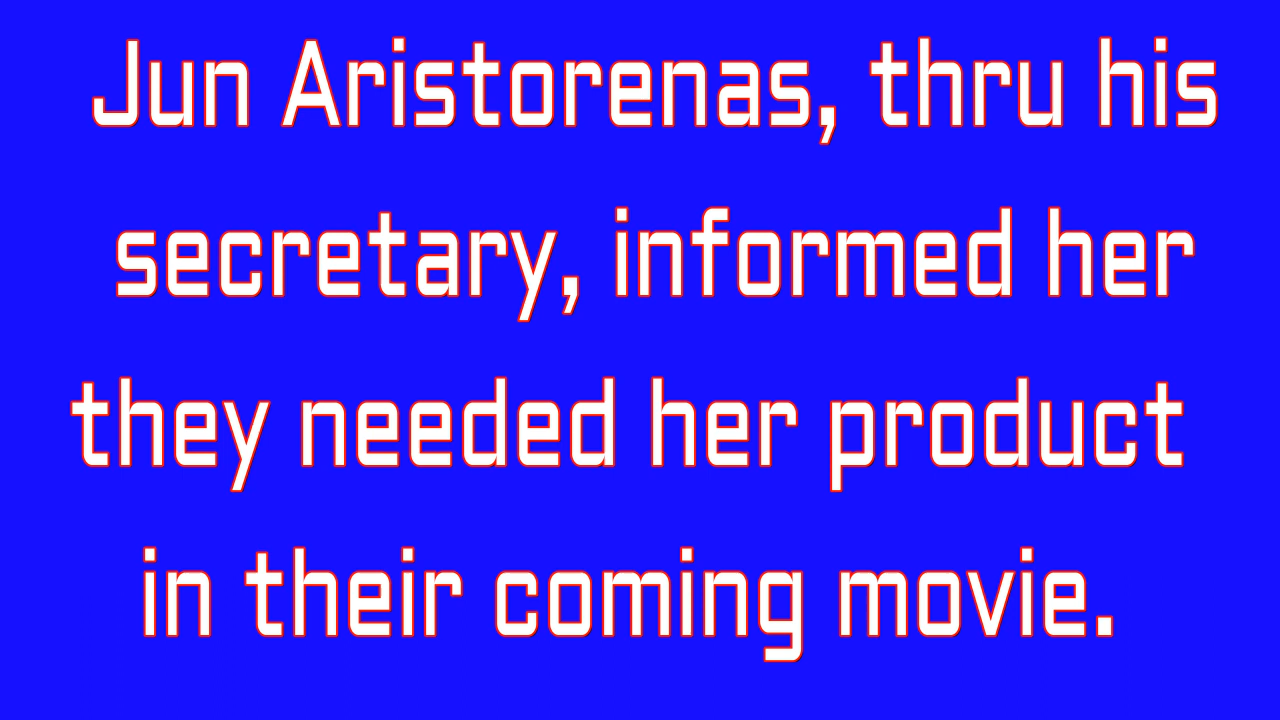 Jun Aristorenas, thru his
secretary, informed her
they needed her product
in their coming movie.